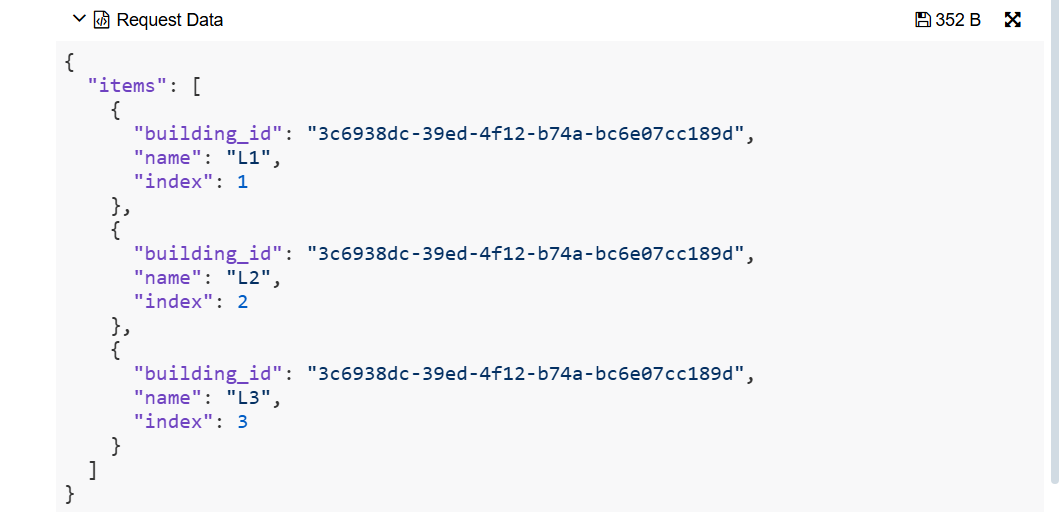 Request Data 352 B
{
  "items": [
    {
      "building_id": "3c6938dc-39ed-4f12-b74a-bc6e07cc189d",
      "name": "L1",
      "index": 1
    },
    {
      "building_id": "3c6938dc-39ed-4f12-b74a-bc6e07cc189d",
      "name": "L2",
      "index": 2
    },
    {
      "building_id": "3c6938dc-39ed-4f12-b74a-bc6e07cc189d",
      "name": "L3",
      "index": 3
    }
  ]
}